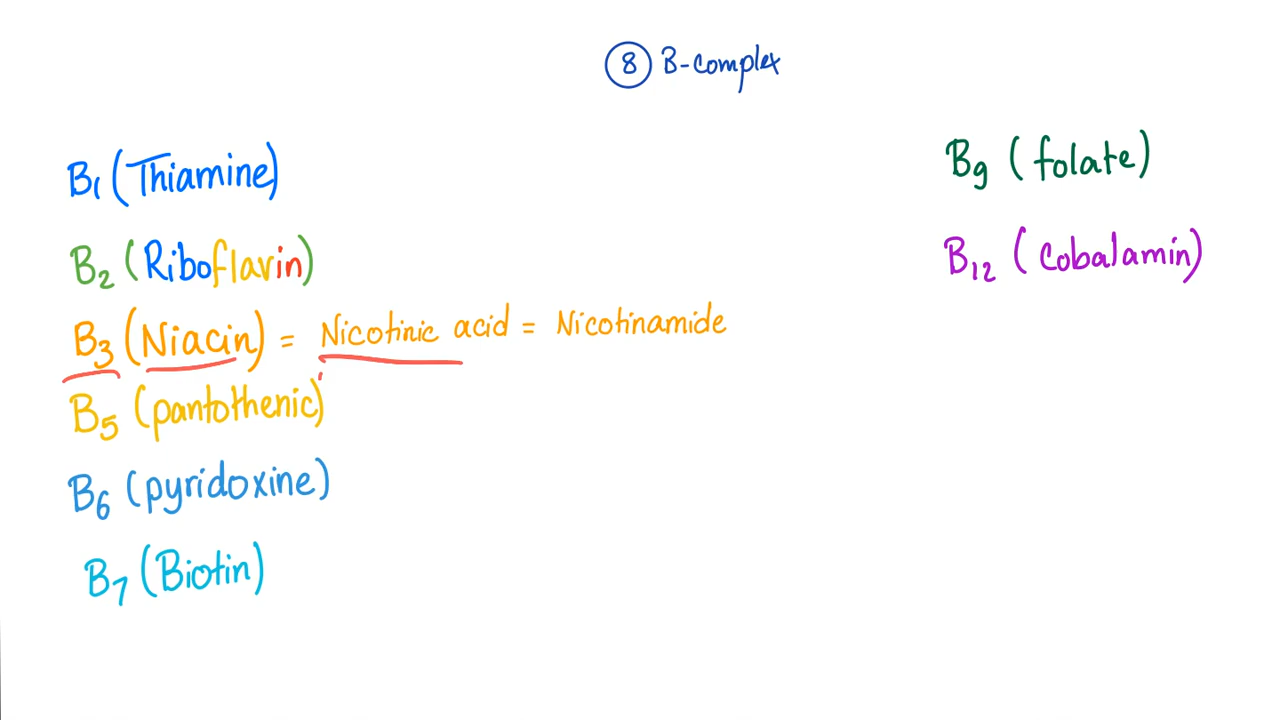 8 B-complex
B1 (Thiamine)
B2 (Riboflavin)
B3 (Niacin) = Nicotinic acid = Nicotinamide
B5 (pantothenic)
B6 (pyridoxine)
B7 (Biotin)
B9 (folate)
B12 (Cobalamin)